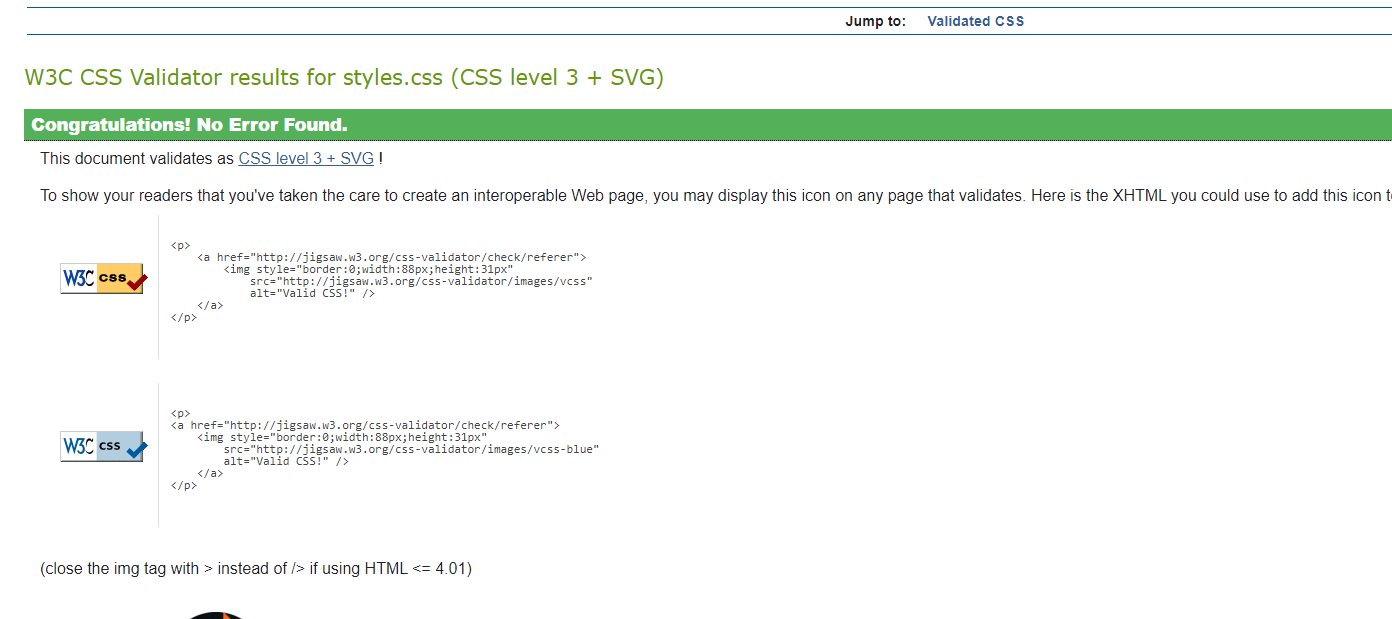 Jump to: Validated CSS
W3C CSS Validator results for styles.css (CSS level 3 + SVG)
Congratulations! No Error Found.
This document validates as CSS level 3 + SVG !
To show your readers that you've taken the care to create an interoperable Web page, you may display this icon on any page that validates. Here is the XHTML you could use to add this icon t
<p>
<a href="http://jigsaw.w3.org/css-validator/check/referer">
<img style="border:0;width:88px;height:31px"
W3C css
src="http://jigsaw.w3.org/css-validator/images/vcss"
alt="Valid CSS!" />
</a>
</p>
<p>
<a href="http://jigsaw.w3.org/css-validator/check/referer">
<img style="border:0;width:88px;height:31px"
W3C css
src="http://jigsaw.w3.org/css-validator/images/vcss-blue"
alt="Valid CSS!" />
</a>
</p>
(close the img tag with > instead of /> if using HTML <= 4.01)